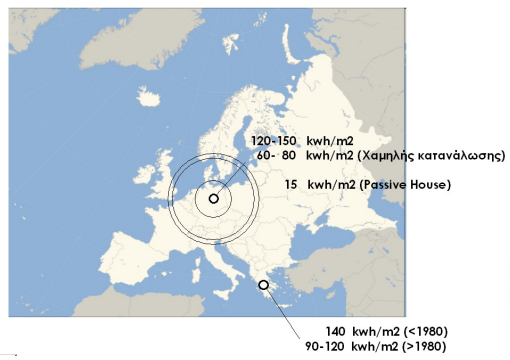 120-150 kwh/m2
60- 80 kwh/m2 (Χαμηλής κατανάλωσης)
15 kwh/m2 (Passive House)
140 kwh/m2 (<1980)
90-120 kwh/m2 (>1980)